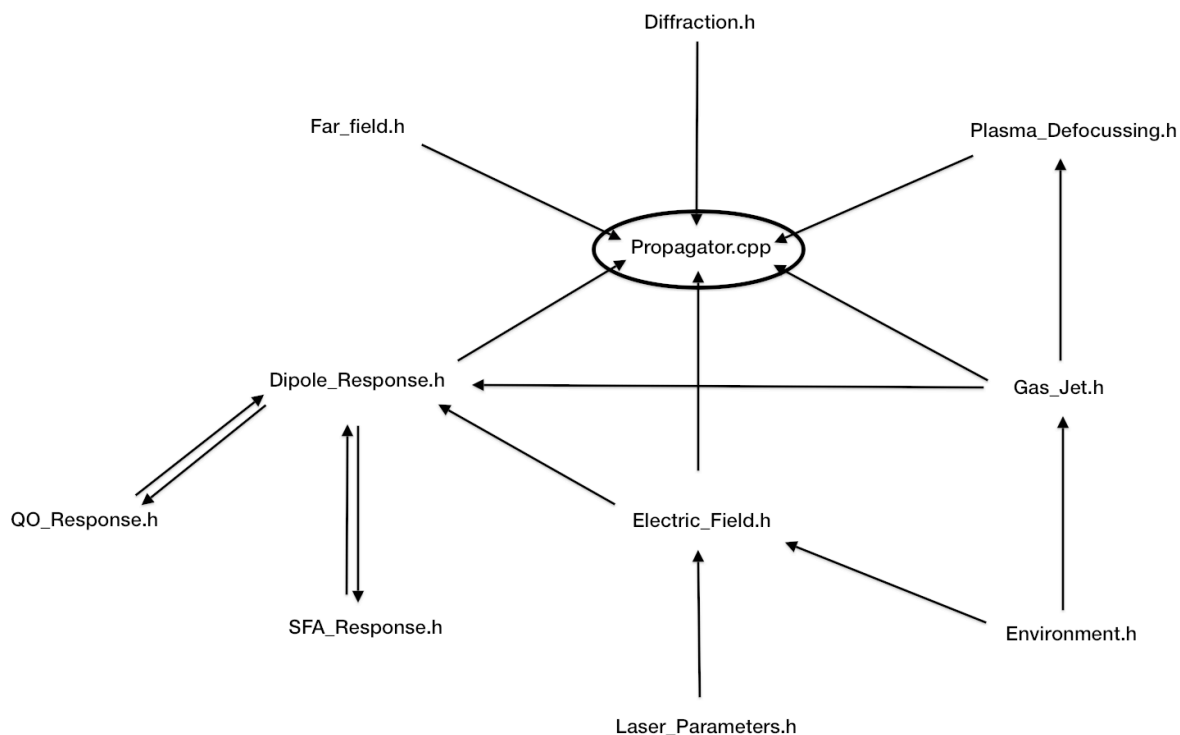 Diffraction.h
Far_field.h
Plasma_Defocussing.h
Propagator.cpp
Dipole_Response.h
Gas_Jet.h
QO_Response.h
Electric_Field.h
SFA_Response.h
Environment.h
Laser_Parameters.h